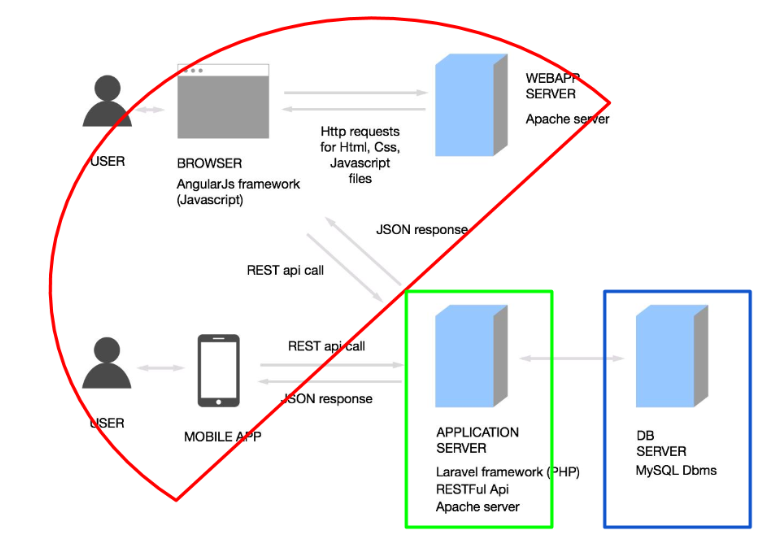 WEBAPP
SERVER
Apache server
USER
BROWSER
AngularJs framework
(Javascript)
Http requests
for Html, Css,
Javascript
files
JSON response
REST api call
REST api call
JSON response
USER
MOBILE APP
APPLICATION
SERVER
Laravel framework (PHP)
RESTFul Api
Apache server
DB
SERVER
MySQL Dbms